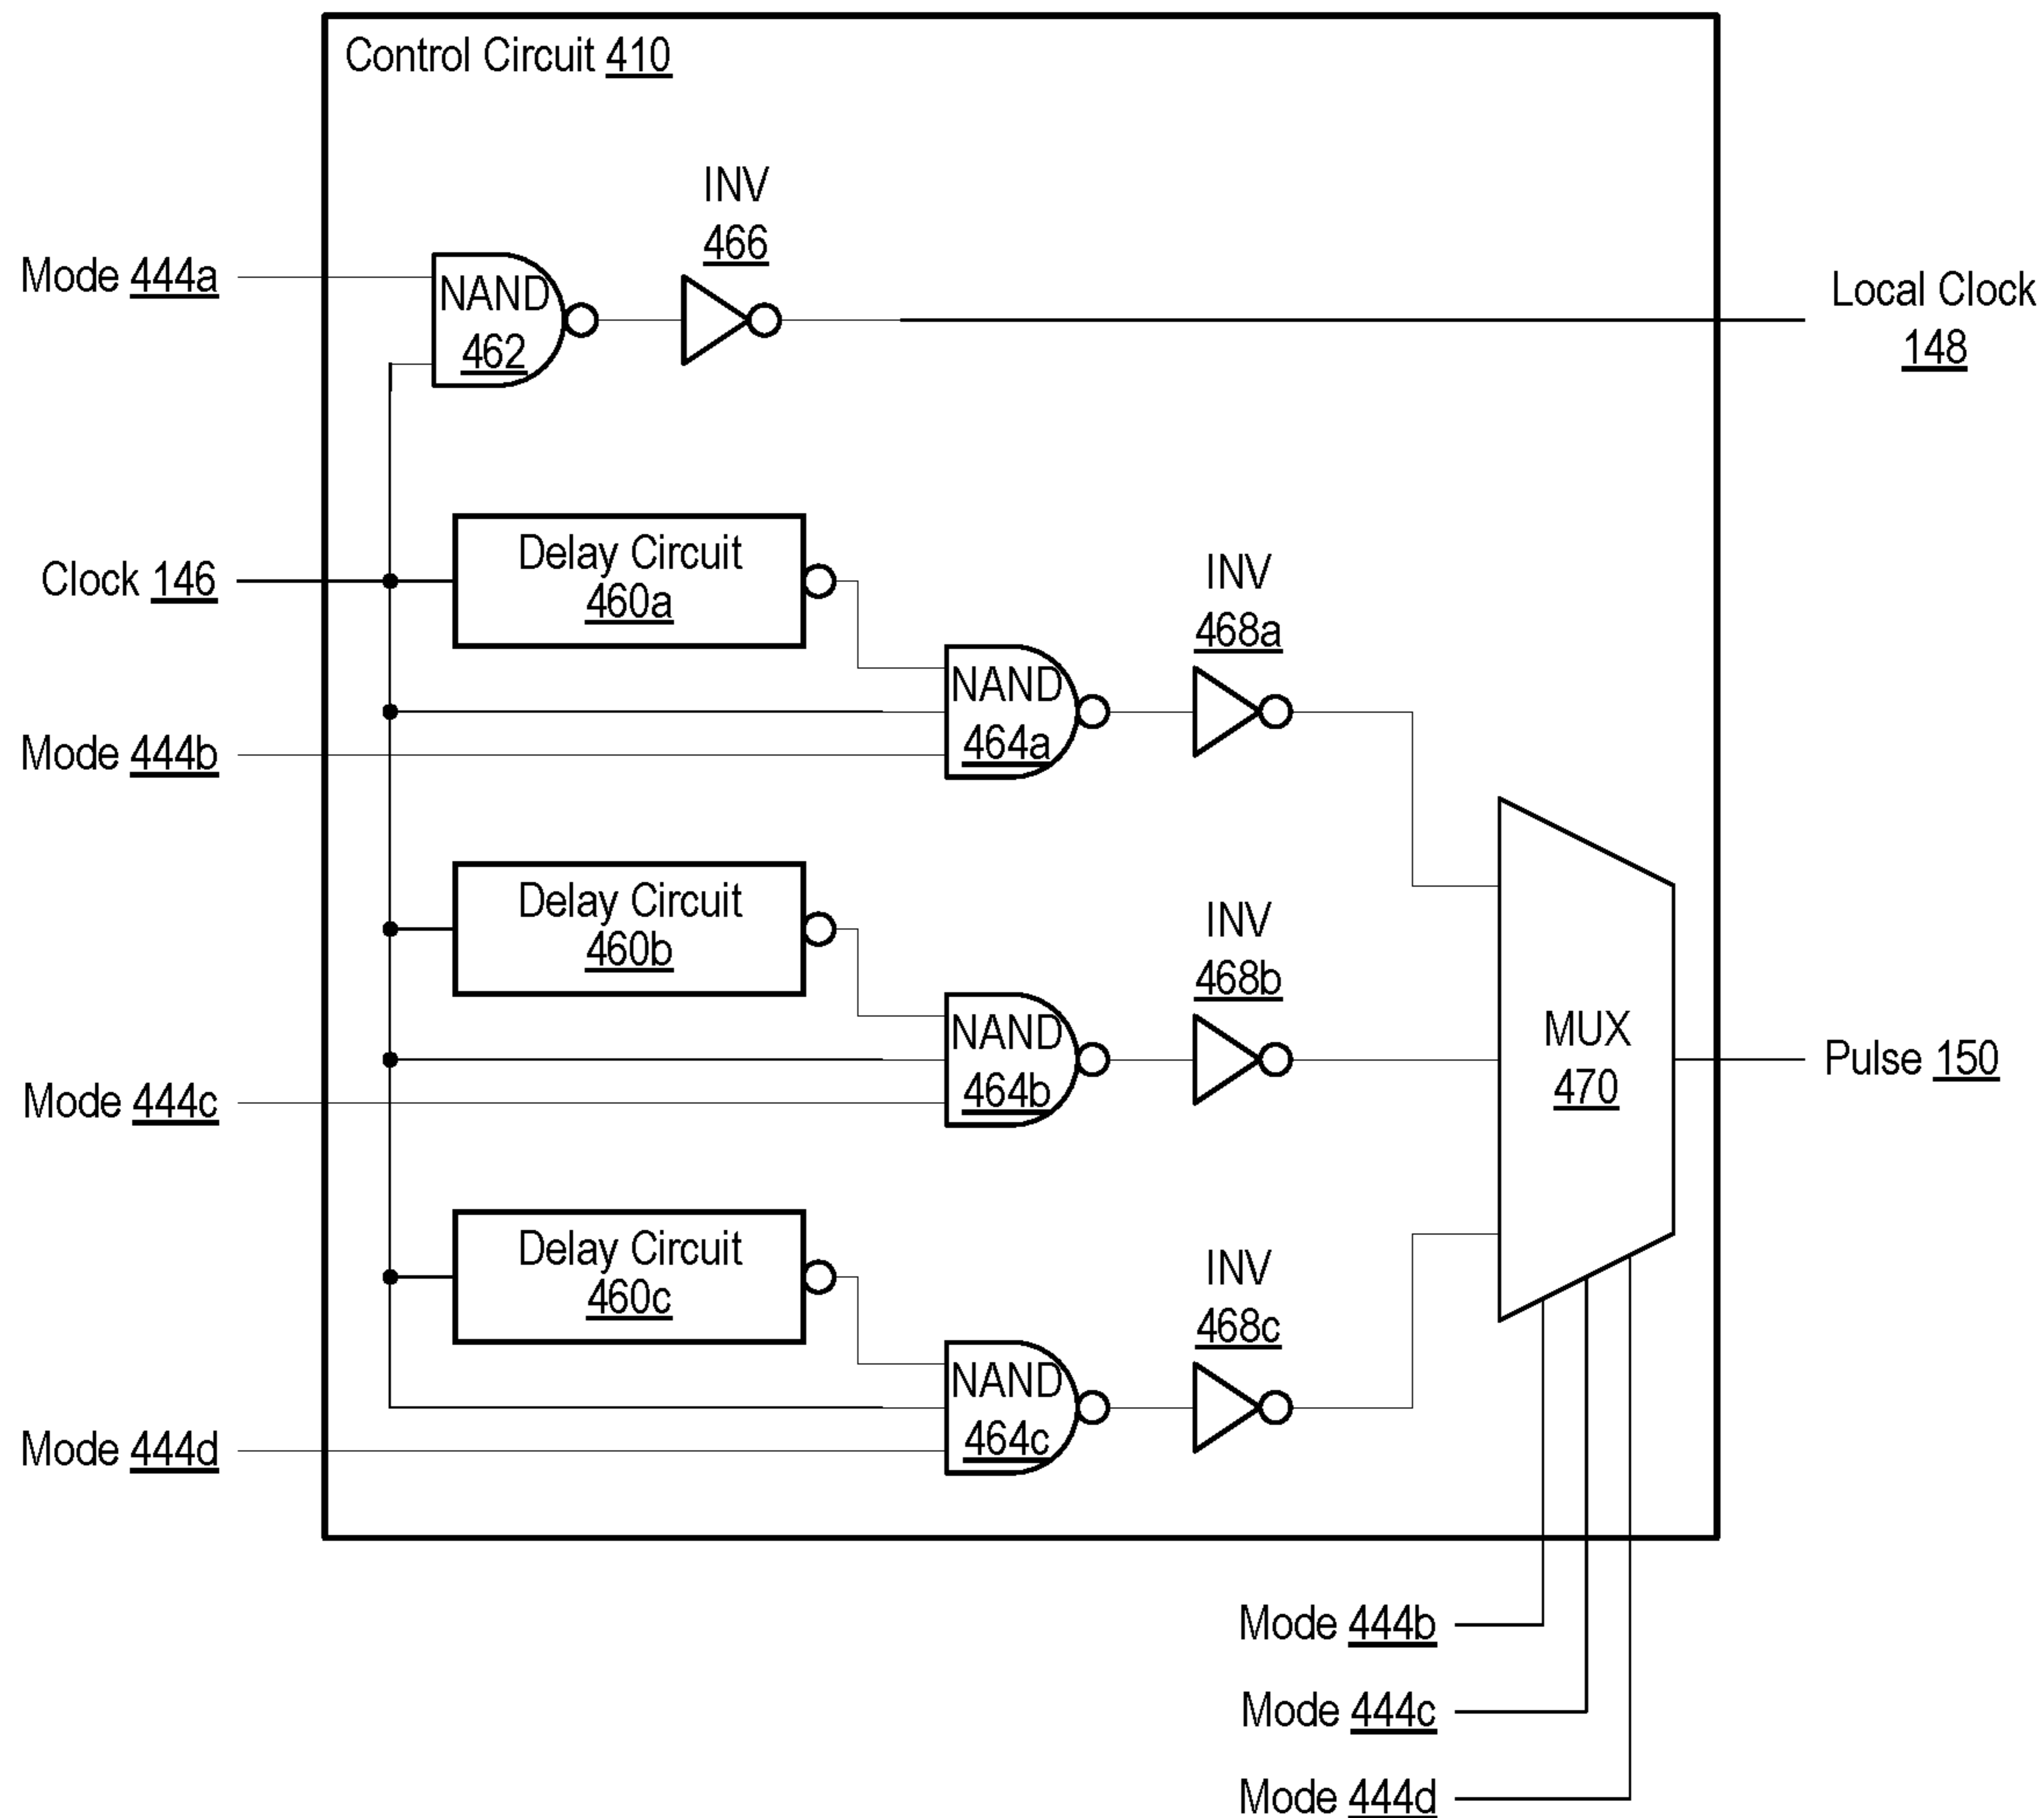 Control Circuit 410
INV
466
Mode 444a
NAND
462
Local Clock
148
Clock 146
Delay Circuit
460a
INV
468a
NAND
464a
Mode 444b
Delay Circuit
460b
INV
468b
NAND
464b
Mode 444c
MUX
470
Pulse 150
Delay Circuit
460c
INV
468c
NAND
464c
Mode 444d
Mode 444b
Mode 444c
Mode 444d